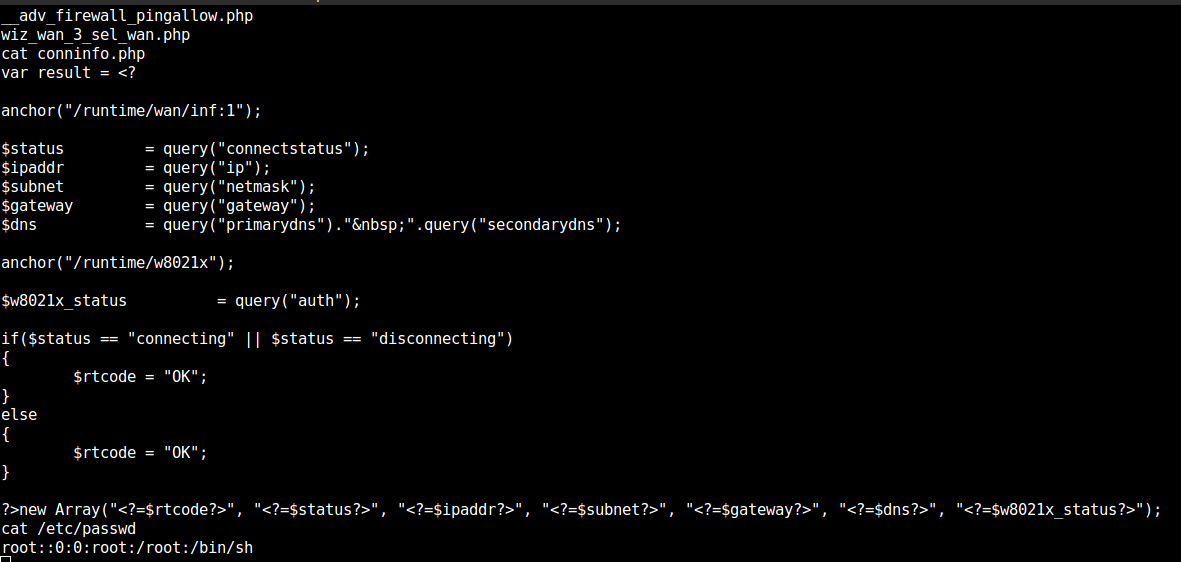 __adv_firewall_pingallow.php
wiz_wan_3_sel_wan.php
cat conninfo.php
var result = <?
anchor("/runtime/wan/inf:1");
$status         = query("connectstatus");
$ipaddr         = query("ip");
$subnet         = query("netmask");
$gateway        = query("gateway");
$dns            = query("primarydns")."&nbsp;".query("secondarydns");
anchor("/runtime/w8021x");
$w8021x_status          = query("auth");
if($status == "connecting" || $status == "disconnecting")
{
        $rtcode = "OK";
}
else
{
        $rtcode = "OK";
}
?>new Array("<?=$rtcode?>", "<?=$status?>", "<?=$ipaddr?>", "<?=$subnet?>", "<?=$gateway?>", "<?=$dns?>", "<?=$w8021x_status?>");
cat /etc/passwd
root::0:0:root:/root:/bin/sh